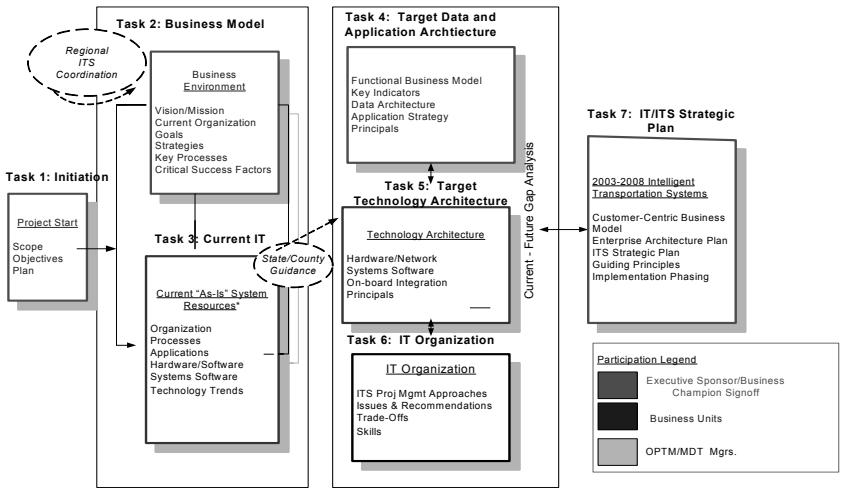 Task 2: Business Model
Regional
ITS
Coordination
Business
Environment
Vision/Mission
Current Organization
Goals
Strategies
Key Processes
Critical Success Factors
Task 1: Initiation
Project Start
Scope
Objectives
Plan
Task 3: Current IT
State/County
Guidance
Current "As-Is" System
Resources*
Organization
Processes
Applications
Hardware/Software
Systems Software
Technology Trends
Task 4: Target Data and
Application Archtiecture
Functional Business Model
Key Indicators
Data Architecture
Application Strategy
Principals
Task 5: Target
Technology Architecture
Technology Architecture
Hardware/Network
Systems Software
On-board Integration
Principals
Task 6: IT Organization
IT Organization
ITS Proj Mgmt Approaches
Issues & Recommendations
Trade-Offs
Skills
Current - Future Gap Analysis
Task 7: IT/ITS Strategic
Plan
2003-2008 Intelligent
Transportation Systems
Customer-Centric Business
Model
Enterprise Architecture Plan
ITS Strategic Plan
Guiding Principles
Implementation Phasing
Participation Legend
Executive Sponsor/Business
Champion Signoff
Business Units
OPTM/MDT Mgrs.